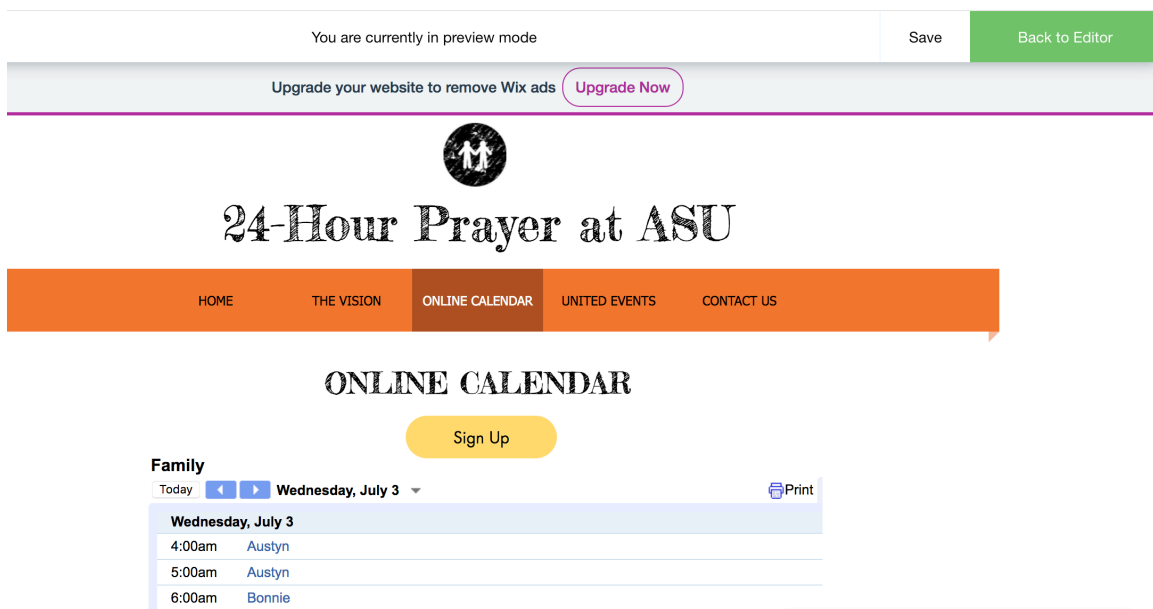 You are currently in preview mode Save Back to Editor
Upgrade your website to remove Wix ads Upgrade Now
24-Hour Prayer at ASU
HOME THE VISION ONLINE CALENDAR UNITED EVENTS CONTACT US
ONLINE CALENDAR
Sign Up
Family
Today Wednesday, July 3 Print
Wednesday, July 3
4:00am Austyn
5:00am Austyn
6:00am Bonnie